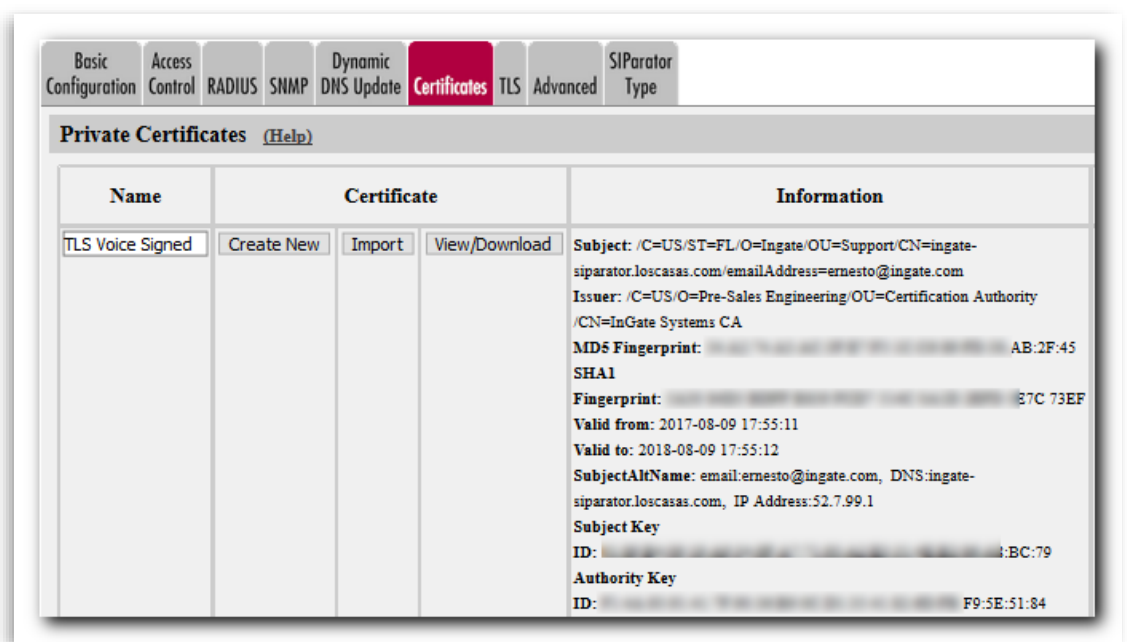 Basic Configuration Access Control RADIUS SNMP Dynamic DNS Update Certificates TLS Advanced SIParator Type
Private Certificates (Help)
Name Certificate Information
TLS Voice Signed Create New Import View/Download
Subject: /C=US/ST=FL/O=Ingate/OU=Support/CN=ingate-
siparator.loscasas.com/emailAddress=ernesto@ingate.com
Issuer: /C=US/O=Pre-Sales Engineering/OU=Certification Authority
/CN=InGate Systems CA
MD5 Fingerprint: AB:2F:45
SHA1
Fingerprint: E7C 73EF
Valid from: 2017-08-09 17:55:11
Valid to: 2018-08-09 17:55:12
SubjectAltName: email:ernesto@ingate.com, DNS:ingate-
siparator.loscasas.com, IP Address:52.7.99.1
Subject Key
ID: :BC:79
Authority Key
ID: F9:5E:51:84